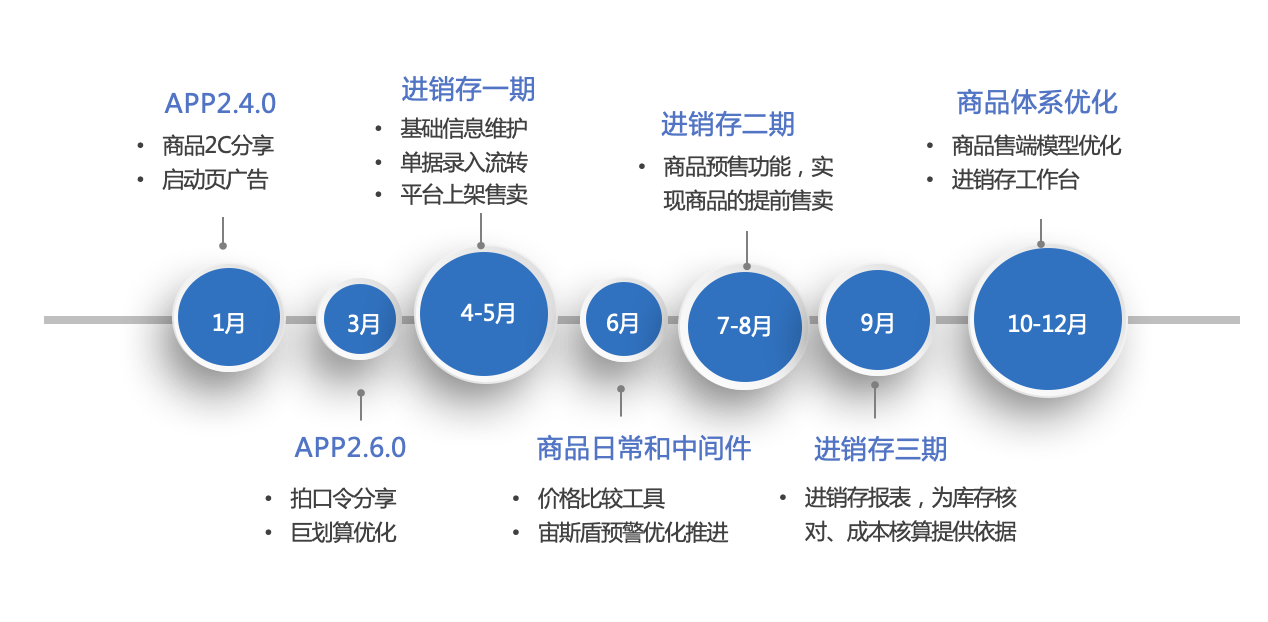 APP2.4.0
• 商品2C分享
• 启动页广告
进销存一期
• 基础信息维护
• 单据录入流转
• 平台上架售卖
进销存二期
• 商品预售功能，实
现商品的提前售卖
商品体系优化
• 商品售端模型优化
• 进销存工作台
1月
3月
4-5月
6月
7-8月
9月
10-12月
APP2.6.0
• 拍口令分享
• 巨划算优化
商品日常和中间件
• 价格比较工具
• 宙斯盾预警优化推进
进销存三期
• 进销存报表，为库存核
对、成本核算提供依据